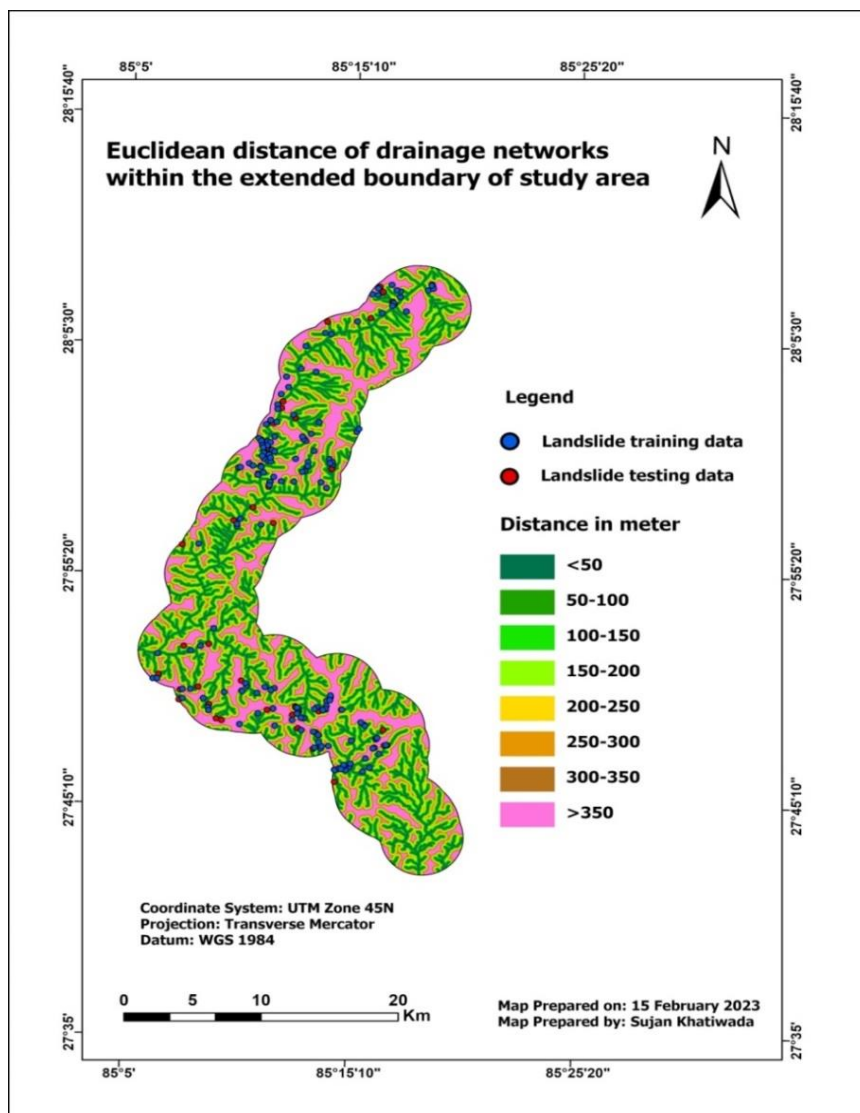 85°5' 85°15'10" 85°25'20"
28°15'40"
28°15'40"
Euclidean distance of drainage networks
within the extended boundary of study area
N
28°5'30"
28°5'30"
Legend
Landslide training data
Landslide testing data
Distance in meter
<50
50-100
100-150
150-200
200-250
250-300
300-350
>350
27°55'20"
27°55'20"
27°45'10"
27°45'10"
Coordinate System: UTM Zone 45N
Projection: Transverse Mercator
Datum: WGS 1984
0 5 10 20
Km
Map Prepared on: 15 February 2023
Map Prepared by: Sujan Khatiwada
27°35'
27°35'
85°5' 85°15'10" 85°25'20"